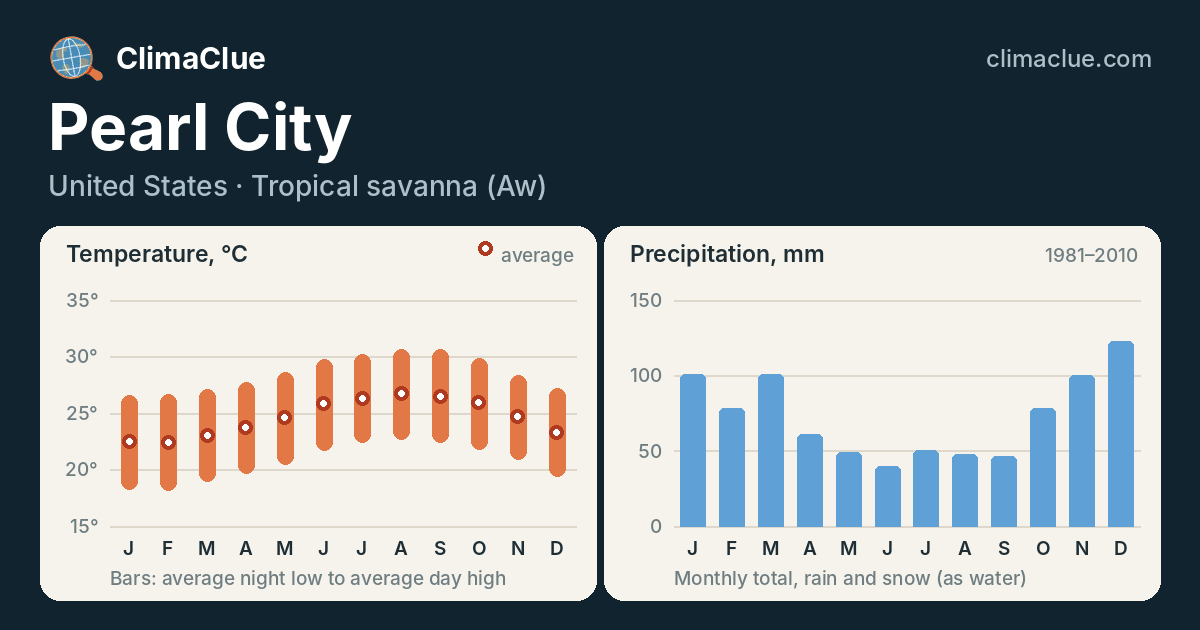 ClimaClue
climaclue.com
Pearl City
United States · Tropical savanna (Aw)
Temperature, °C
average
35°
30°
25°
20°
15°
J F M A M J J A S O N D
Bars: average night low to average day high
Precipitation, mm
1981–2010
150
100
50
0
J F M A M J J A S O N D
Monthly total, rain and snow (as water)